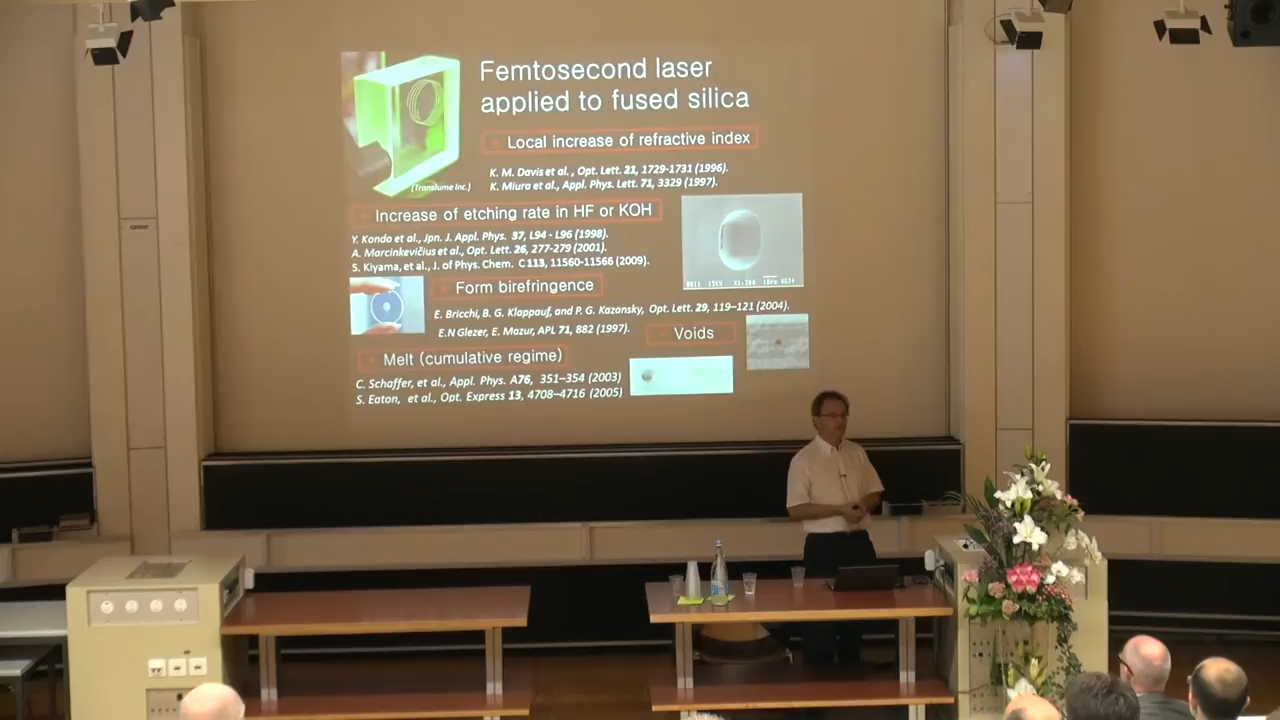 Femtosecond laser
applied to fused silica
Local increase of refractive index
K. M. Davis et al. , Opt. Lett. 21, 1729-1731 (1996).
K. Miura et al., Appl. Phys. Lett. 71, 3329 (1997).
(Translume Inc.)
Increase of etching rate in HF or KOH
Y. Kondo et al., Jpn. J. Appl. Phys. 37, L94 - L96 (1998).
A. Marcinkevičius et al., Opt. Lett. 26, 277-279 (2001).
S. Kiyama, et al., J. of Phys. Chem. C 113, 11560-11566 (2009).
Form birefringence
E. Bricchi, B. G. Klappauf, and P. G. Kazansky, Opt. Lett. 29, 119–121 (2004).
E.N Glezer, E. Mazur, APL 71, 882 (1997).
Voids
Melt (cumulative regime)
C. Schaffer, et al., Appl. Phys. A76, 351–354 (2003)
S. Eaton, et al., Opt. Express 13, 4708–4716 (2005)